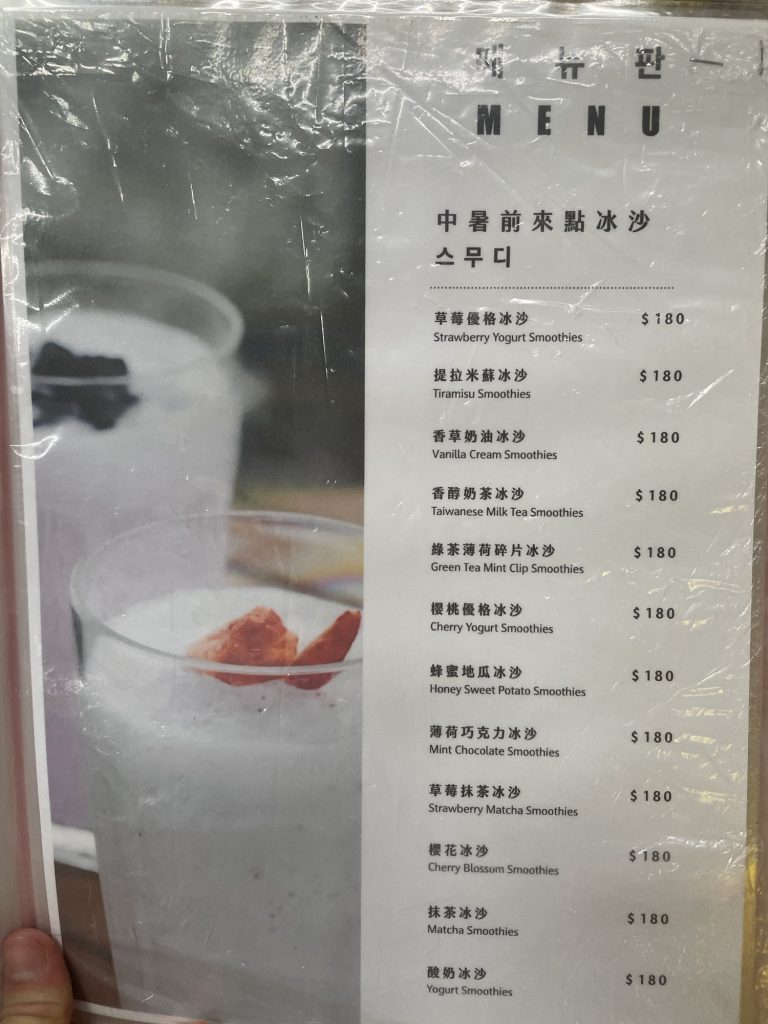 메뉴판
MENU
中暑前來點冰沙
스무디
草莓優格冰沙 $180
Strawberry Yogurt Smoothies
提拉米蘇冰沙 $180
Tiramisu Smoothies
香草奶油冰沙 $180
Vanilla Cream Smoothies
香醇奶茶冰沙 $180
Taiwanese Milk Tea Smoothies
綠茶薄荷碎片冰沙 $180
Green Tea Mint Clip Smoothies
櫻桃優格冰沙 $180
Cherry Yogurt Smoothies
蜂蜜地瓜冰沙 $180
Honey Sweet Potato Smoothies
薄荷巧克力冰沙 $180
Mint Chocolate Smoothies
草莓抹茶冰沙 $180
Strawberry Matcha Smoothies
櫻花冰沙 $180
Cherry Blossom Smoothies
抹茶冰沙 $180
Matcha Smoothies
酸奶冰沙 $180
Yogurt Smoothies